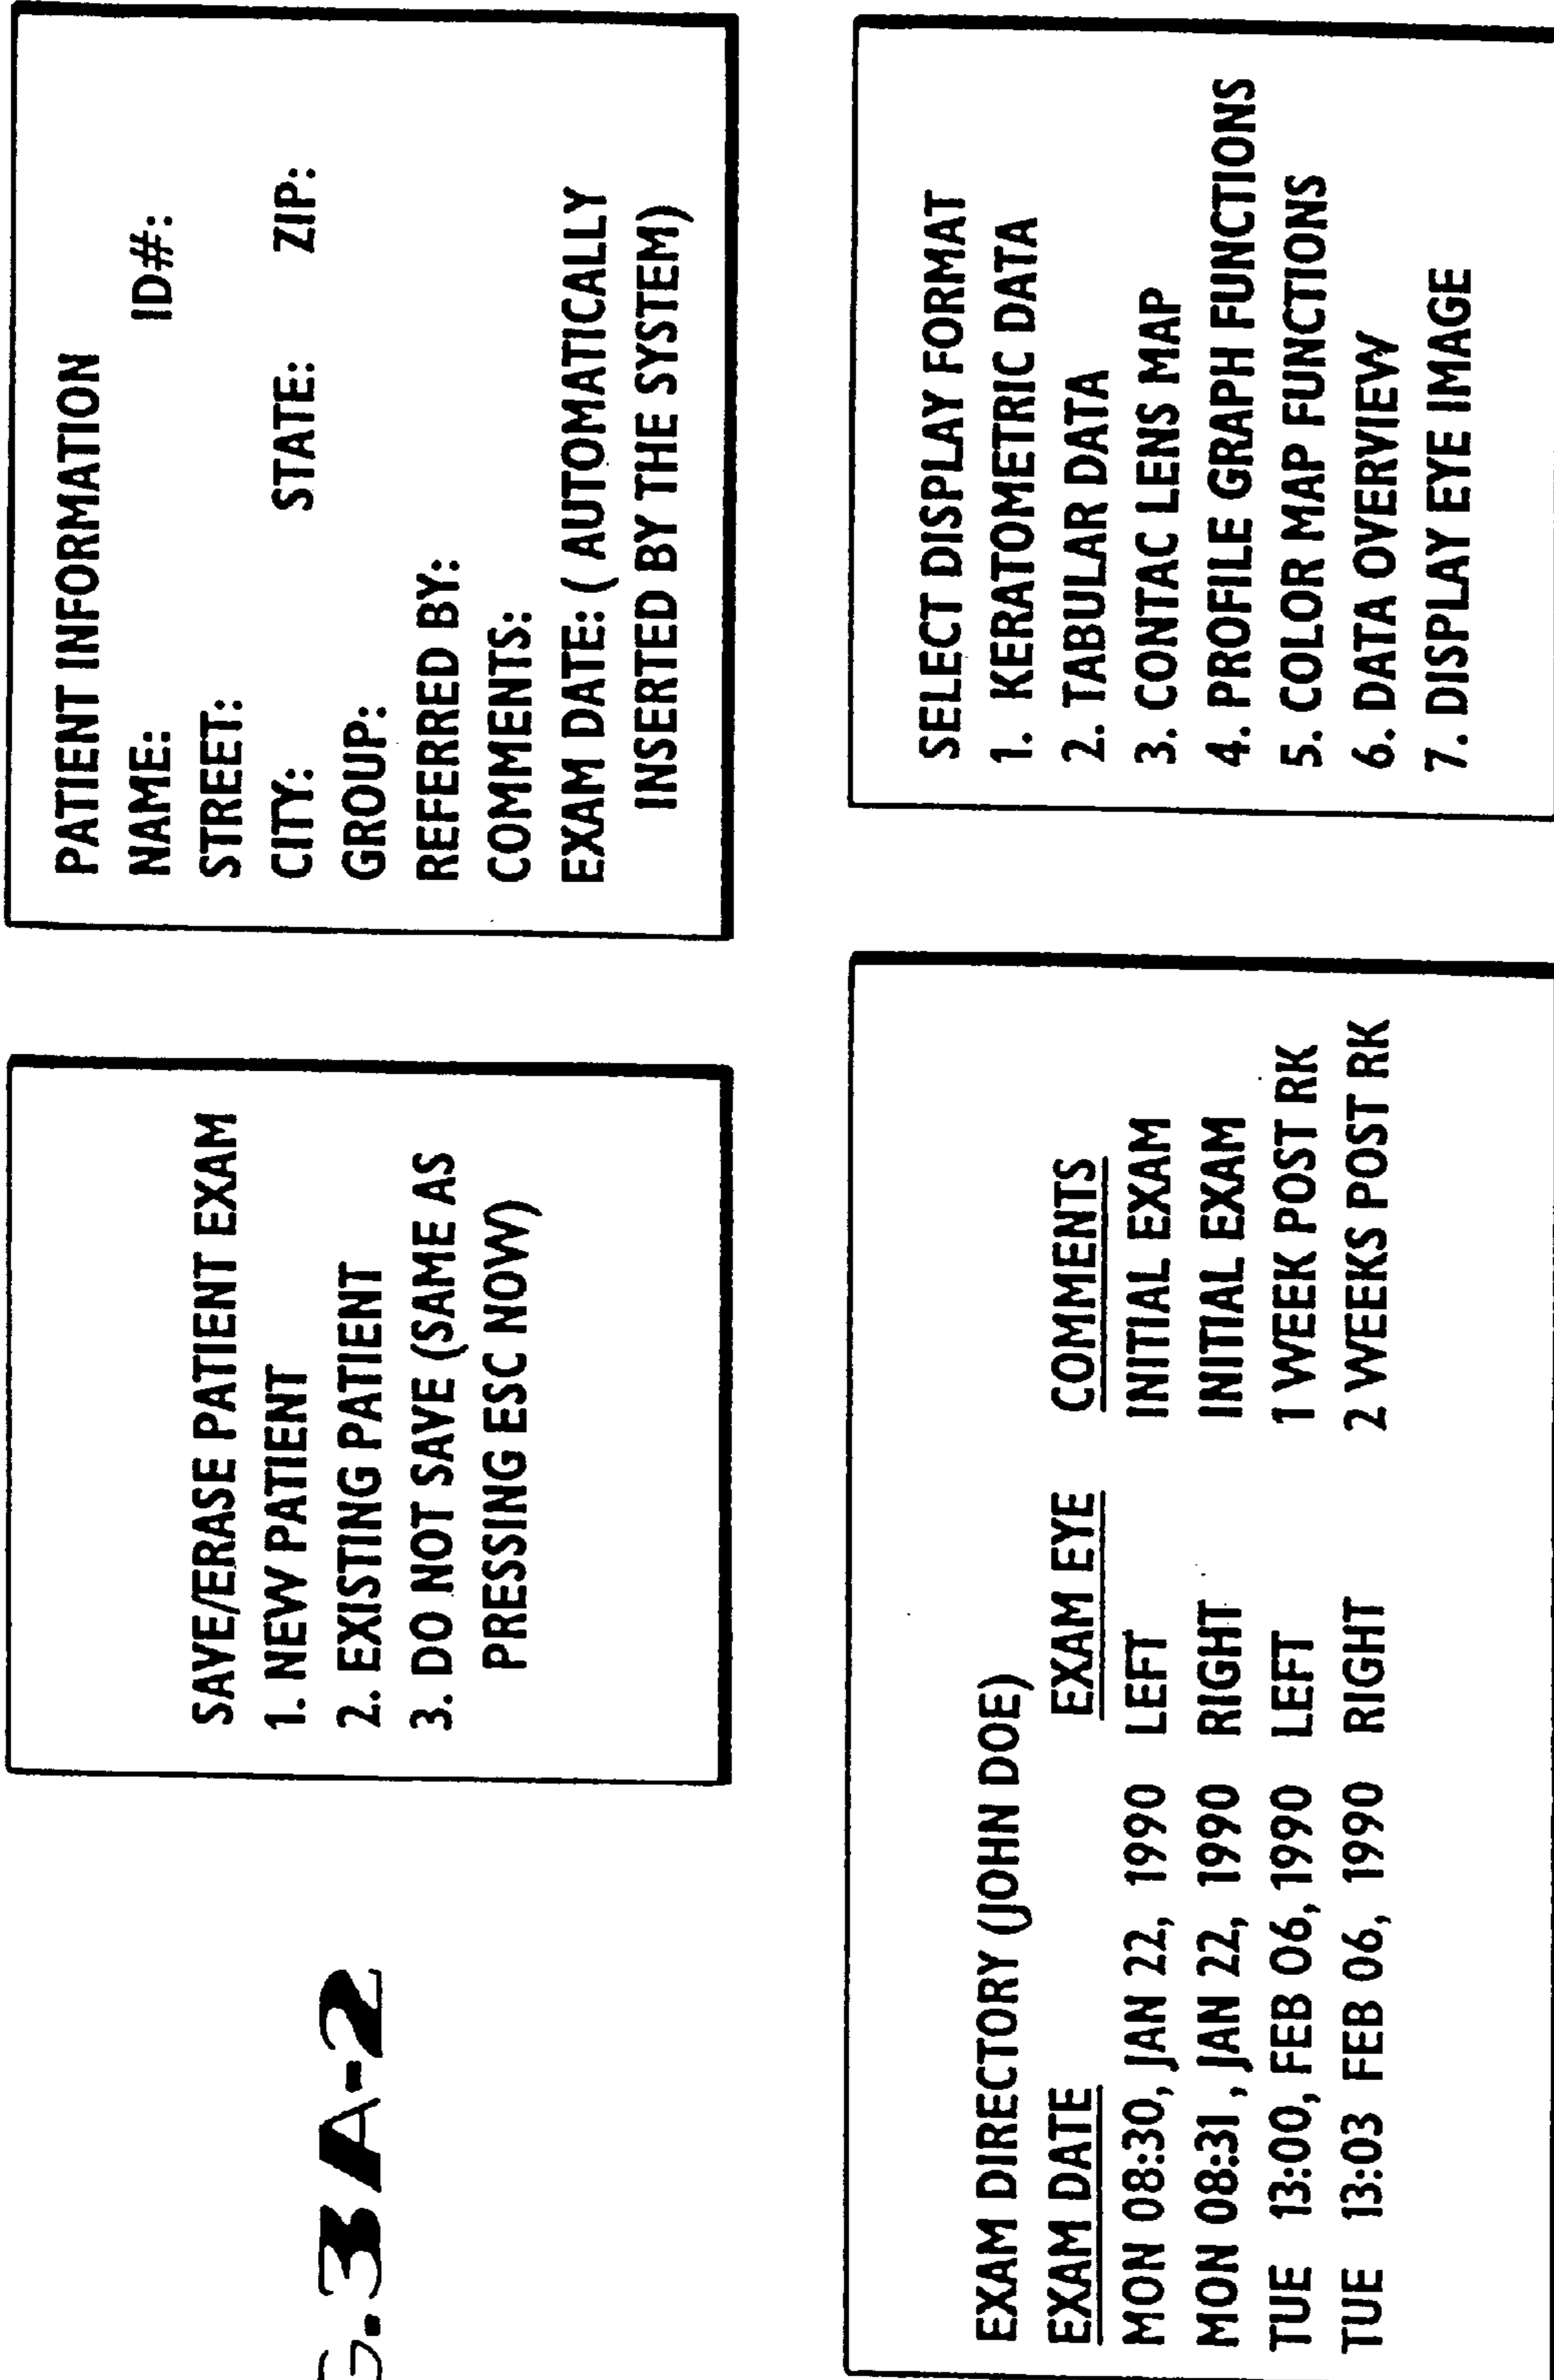 G.3A-2
SAVE/ERASE PATIENT EXAM
1. NEW PATIENT
2. EXISTING PATIENT
3. DO NOT SAVE (SAME AS
PRESSING ESC NOW)
PATIENT INFORMATION
NAME: ID#:
STREET:
CITY: STATE: ZIP:
GROUP:
REFERRED BY:
COMMENTS:
EXAM DATE: ( AUTOMATICALLY
INSERTED BY THE SYSTEM)
EXAM DIRECTORY (JOHN DOE)
EXAM DATE EXAM EYE COMMENTS
MON 08:30, JAN 22, 1990 LEFT INITIAL EXAM
MON 08:31, JAN 22, 1990 RIGHT INITIAL EXAM
TUE 13:00, FEB 06, 1990 LEFT 1 WEEK POST RK
TUE 13:03 FEB 06, 1990 RIGHT 2 WEEKS POST RK
SELECT DISPLAY FORMAT
1. KERATOMETRIC DATA
2. TABULAR DATA
3. CONTAC LENS MAP
4. PROFILE GRAPH FUNCTIONS
5. COLOR MAP FUNCTIONS
6. DATA OVERVIEW
7. DISPLAY EYE IMAGE